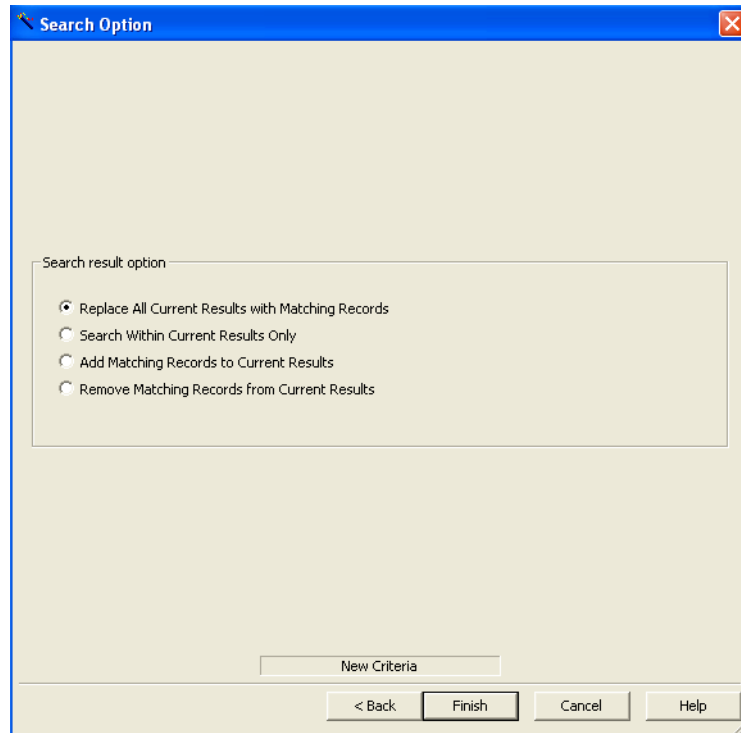 Search Option
Search result option
Replace All Current Results with Matching Records
Search Within Current Results Only
Add Matching Records to Current Results
Remove Matching Records from Current Results
New Criteria
< Back Finish Cancel Help